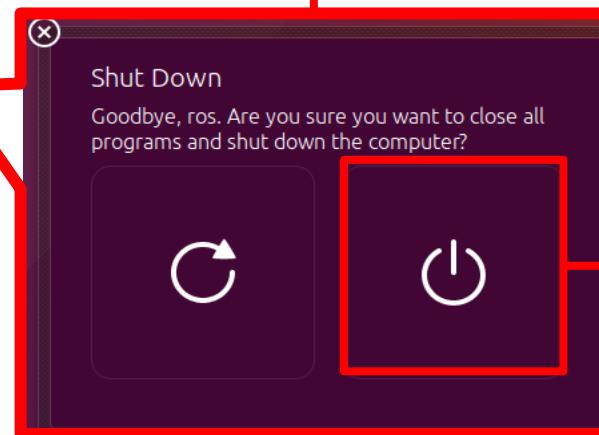 Shut Down
Goodbye, ros. Are you sure you want to close all
programs and shut down the computer?